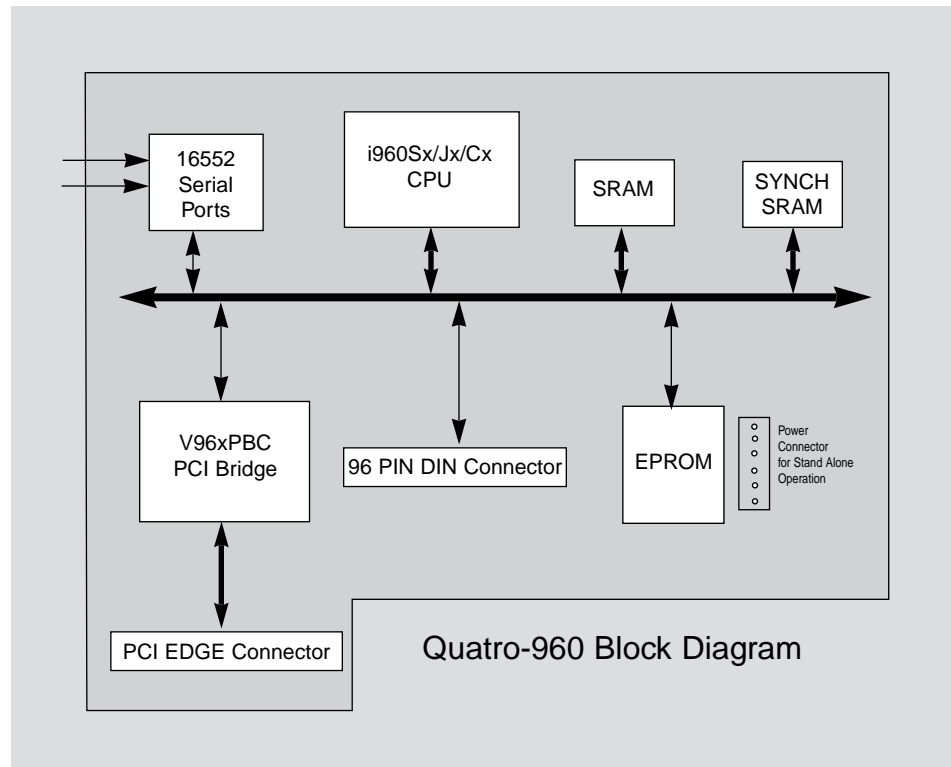 16552
Serial
Ports
i960Sx/Jx/Cx
CPU
SRAM
SYNCH
SRAM
V96xPBC
PCI Bridge
96 PIN DIN Connector
EPROM
Power
Connector
for Stand Alone
Operation
PCI EDGE Connector
Quatro-960 Block Diagram